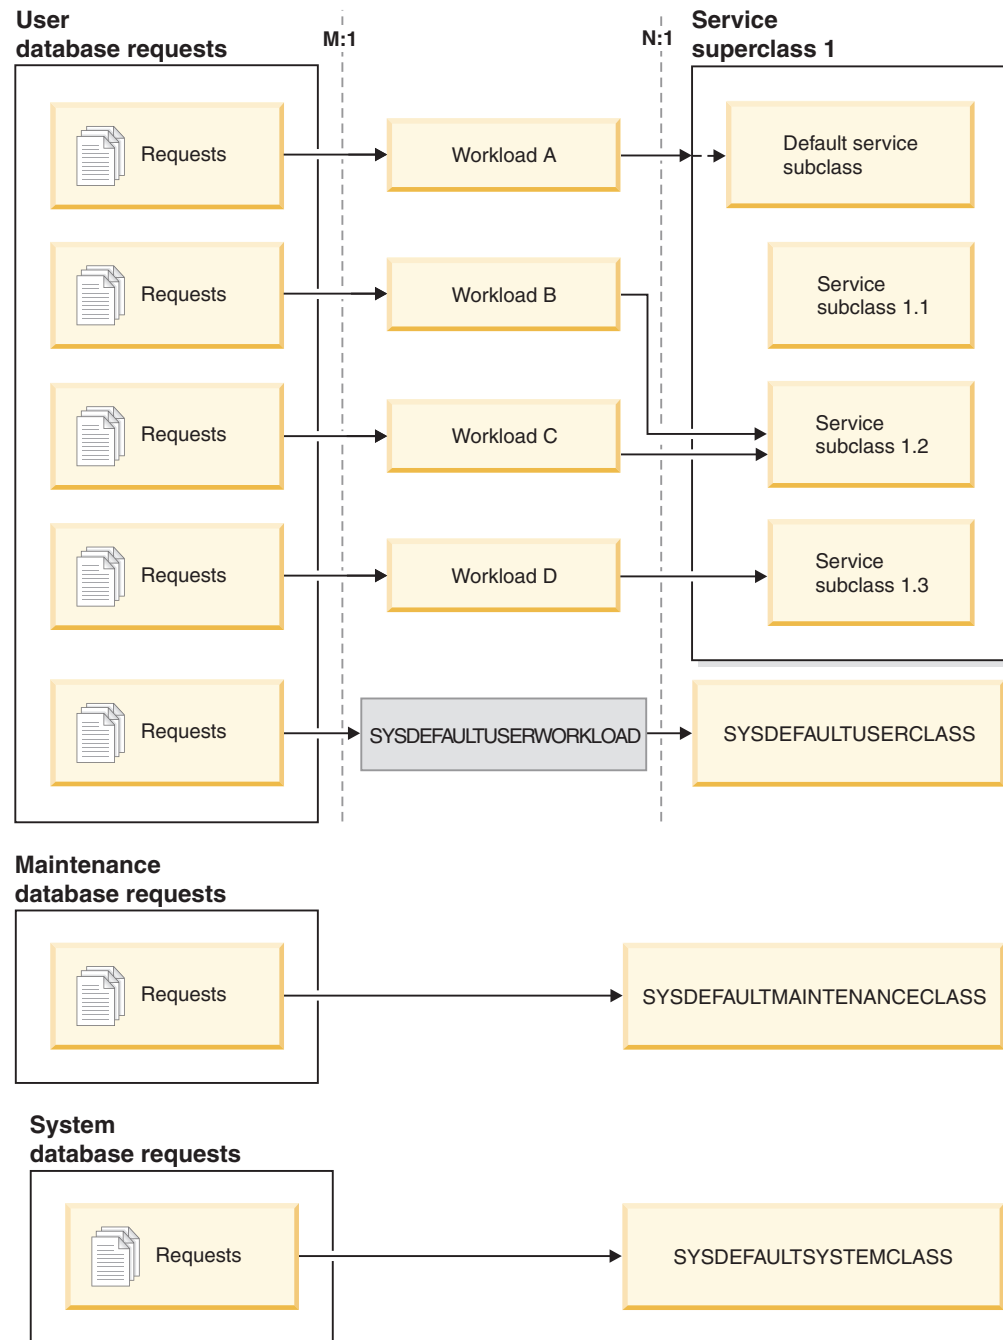 User
database requests
M:1
N:1
Service
superclass 1
Requests
Workload A
Default service
subclass
Requests
Workload B
Service
subclass 1.1
Requests
Workload C
Service
subclass 1.2
Requests
Workload D
Service
subclass 1.3
Requests
SYSDEFAULTUSERWORKLOAD
SYSDEFAULTUSERCLASS
Maintenance
database requests
Requests
SYSDEFAULTMAINTENANCECLASS
System
database requests
Requests
SYSDEFAULTSYSTEMCLASS